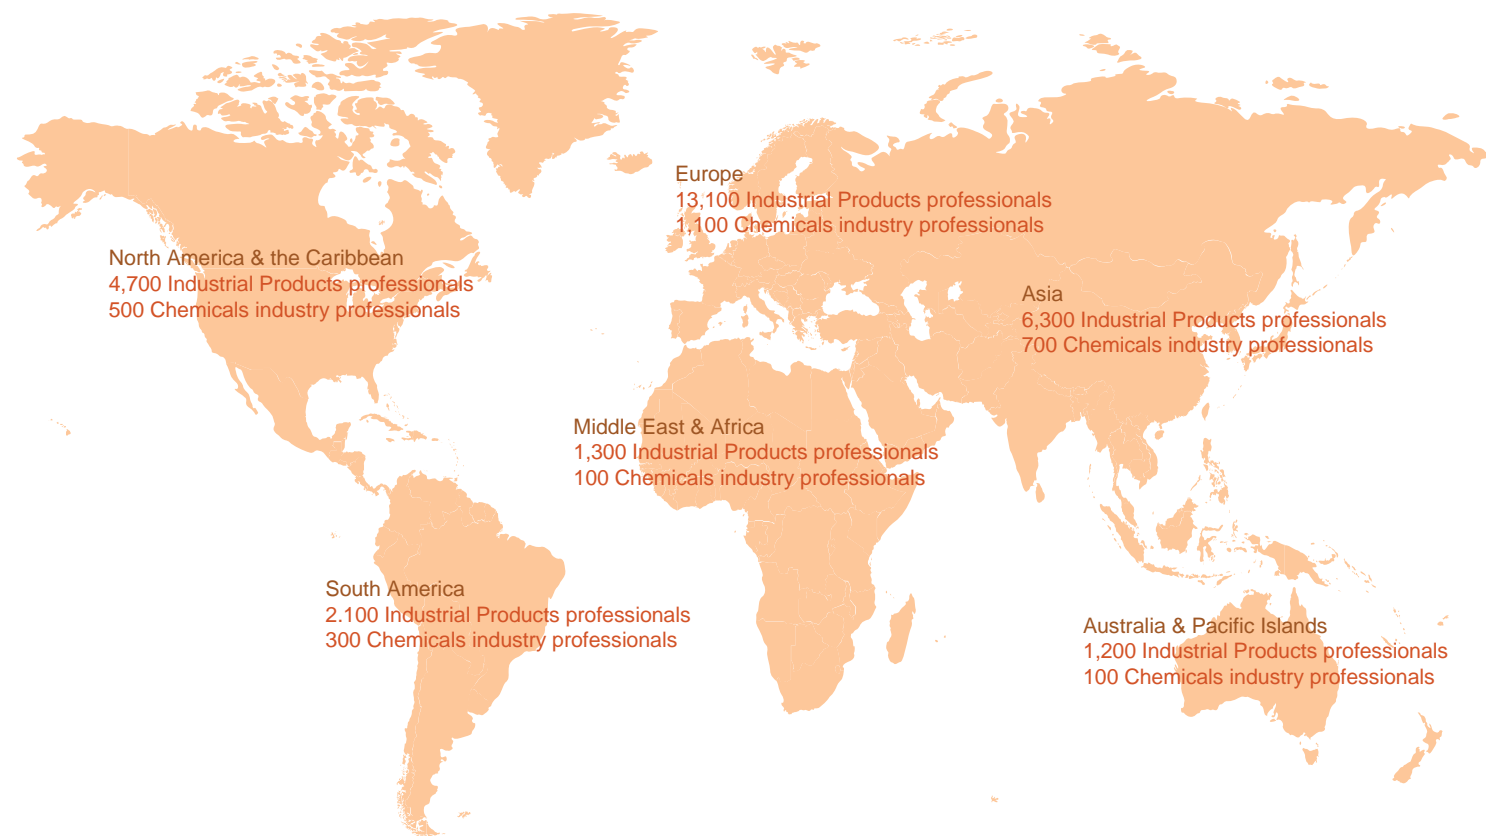 Europe
13,100 Industrial Products professionals
1,100 Chemicals industry professionals
North America & the Caribbean
4,700 Industrial Products professionals
500 Chemicals industry professionals
Asia
6,300 Industrial Products professionals
700 Chemicals industry professionals
Middle East & Africa
1,300 Industrial Products professionals
100 Chemicals industry professionals
South America
2.100 Industrial Products professionals
300 Chemicals industry professionals
Australia & Pacific Islands
1,200 Industrial Products professionals
100 Chemicals industry professionals